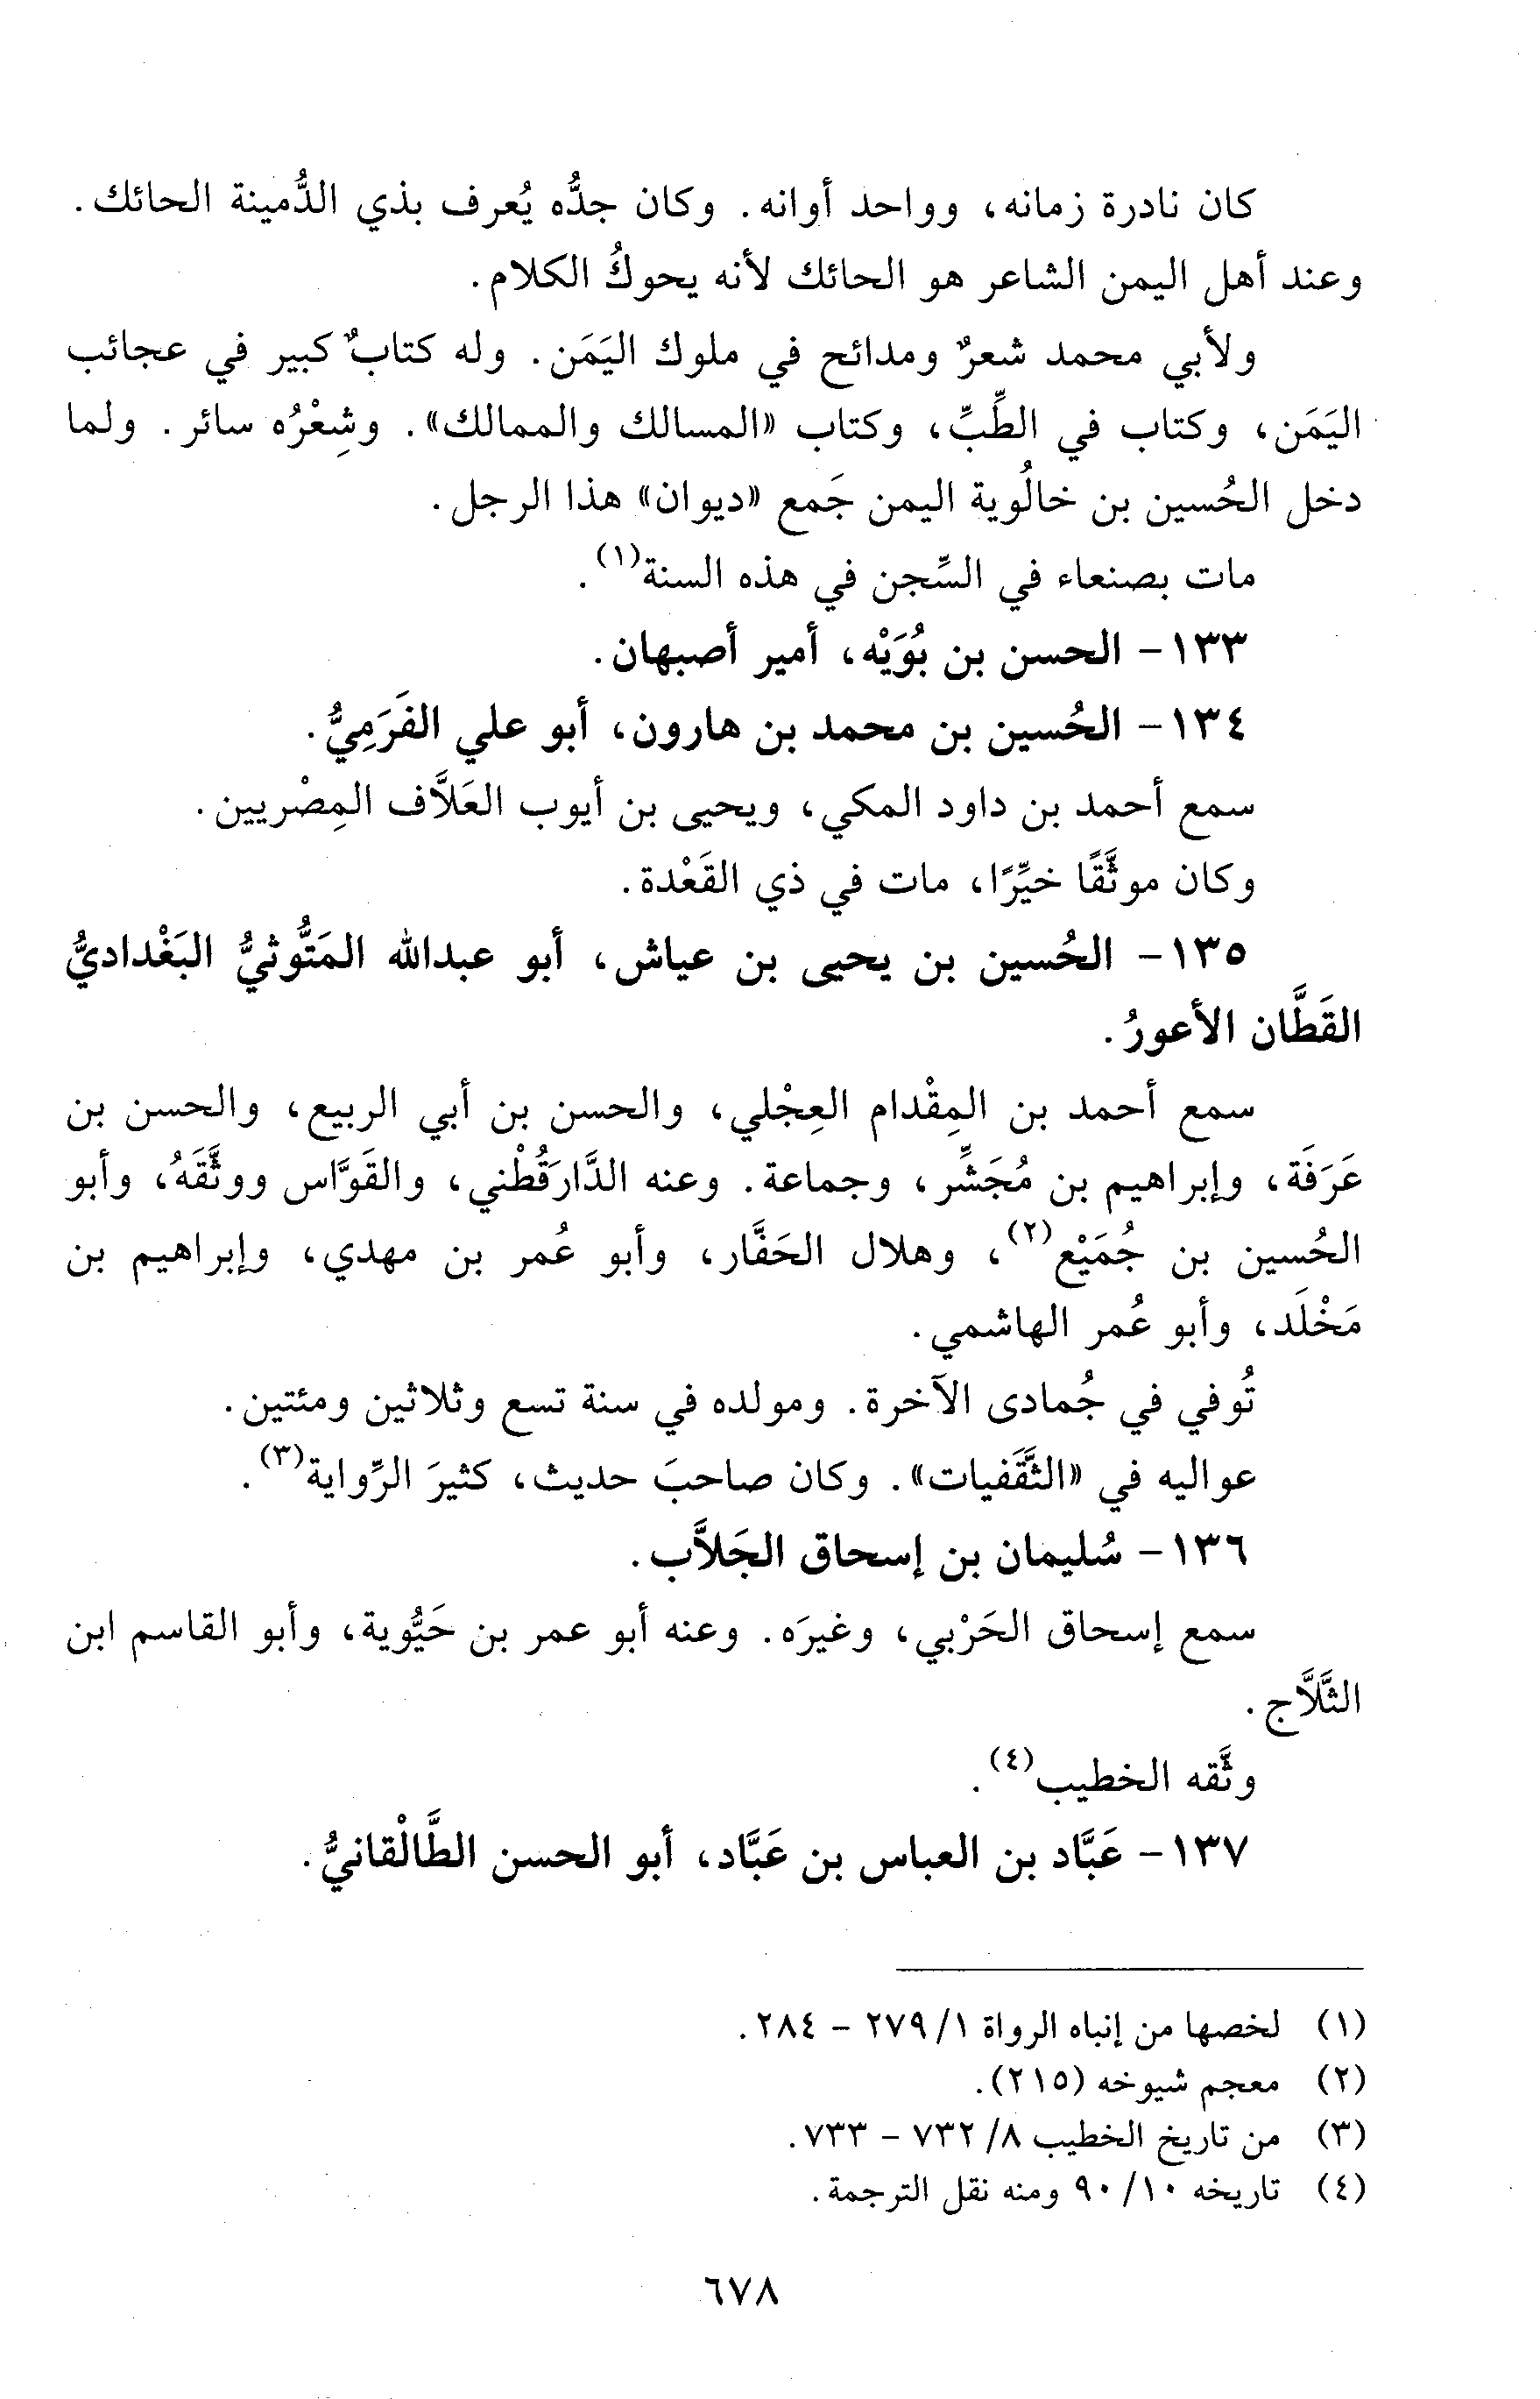 كان نادرة زمانه، وواحد أوانه. وكان جدُّه يُعرف بذي الدُّمينة الحائك.
وعند أهل اليمن الشاعر هو الحائك لأنه يحوكُ الكلام.
ولأبي محمد شعرٌ ومدائح في ملوك اليَمَن. وله كتابٌ كبير في عجائب
اليَمَن، وكتاب في الطِّبِّ، وكتاب «المسالك والممالك». وشِعْرُه سائر. ولما
دخل الحُسين بن خالُوية اليمن جَمع «ديوان» هذا الرجل.
مات بصنعاء في السِّجن في هذه السنة(١).
١٣٣- الحسن بن بُوَيْه، أمير أصبهان.
١٣٤- الحُسين بن محمد بن هارون، أبو علي الفَرَمِيُّ.
سمع أحمد بن داود المكي، ويحيى بن أيوب العَلَّاف المِصْريين.
وكان موثَّقًا خيِّرًا، مات في ذي القَعْدة.
١٣٥- الحُسين بن يحيى بن عياش، أبو عبدالله المَتُّوثيُّ البَغْداديُّ
القَطَّان الأعورُ.
سمع أحمد بن المِقْدام العِجْلي، والحسن بن أبي الربيع، والحسن بن
عَرَفَة، وإبراهيم بن مُجَشِّر، وجماعة. وعنه الدَّارَقُطْني، والقَوَّاس ووثَّقَهُ، وأبو
الحُسين بن جُمَيْع(٢)، وهلال الحَفَّار، وأبو عُمر بن مهدي، وإبراهيم بن
مَخْلَد، وأبو عُمر الهاشمي.
تُوفي في جُمادى الآخرة. ومولده في سنة تسع وثلاثين ومئتين.
عواليه في «الثَّقَفيات». وكان صاحبَ حديث، كثيرَ الرِّواية(٣).
١٣٦- سُليمان بن إسحاق الجَلاَّب.
سمع إسحاق الحَرْبي، وغيرَه. وعنه أبو عمر بن حَيُّوية، وأبو القاسم ابن
الثَّلاَّج.
وثَّقه الخطيب(٤).
١٣٧- عَبَّاد بن العباس بن عَبَّاد، أبو الحسن الطَّالْقانيُّ.
(١) لخصها من إنباه الرواة ١/ ٢٧٩ - ٢٨٤.
(٢) معجم شيوخه (٢١٥).
(٣) من تاريخ الخطيب ٨/ ٧٣٢ - ٧٣٣.
(٤) تاريخه ١٠/ ٩٠ ومنه نقل الترجمة.
٦٧٨